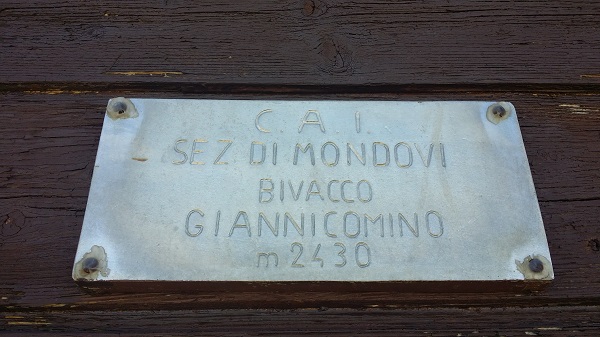 C. A. I.
SEZ. DI MONDOVI
BIVACCO
GIANNICOMINO
m 2430